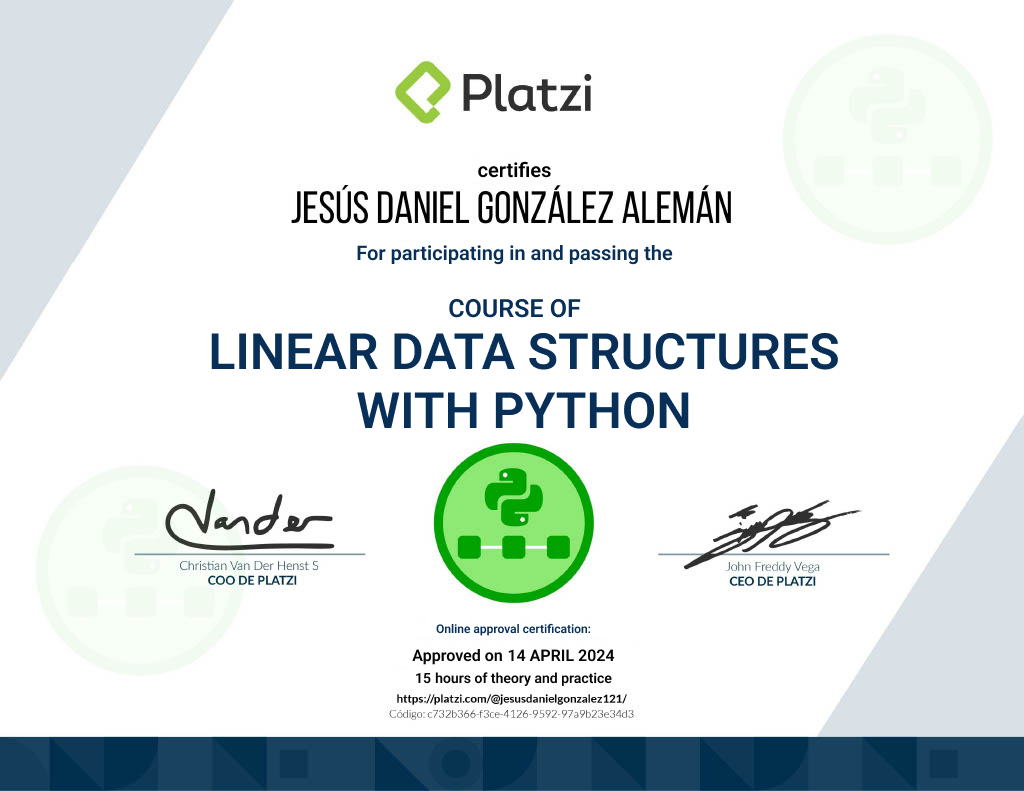 Platzi
certifies
JESÚS DANIEL GONZÁLEZ ALEMÁN
For participating in and passing the
COURSE OF
LINEAR DATA STRUCTURES
WITH PYTHON
Vander
Christian Van Der Henst S
COO DE PLATZI
John Freddy Vega
CEO DE PLATZI
Online approval certification:
Approved on 14 APRIL 2024
15 hours of theory and practice
https://platzi.com/@jesusdanielgonzalez121/
Código: c732b366-f3ce-4126-9592-97a9b23e34d3